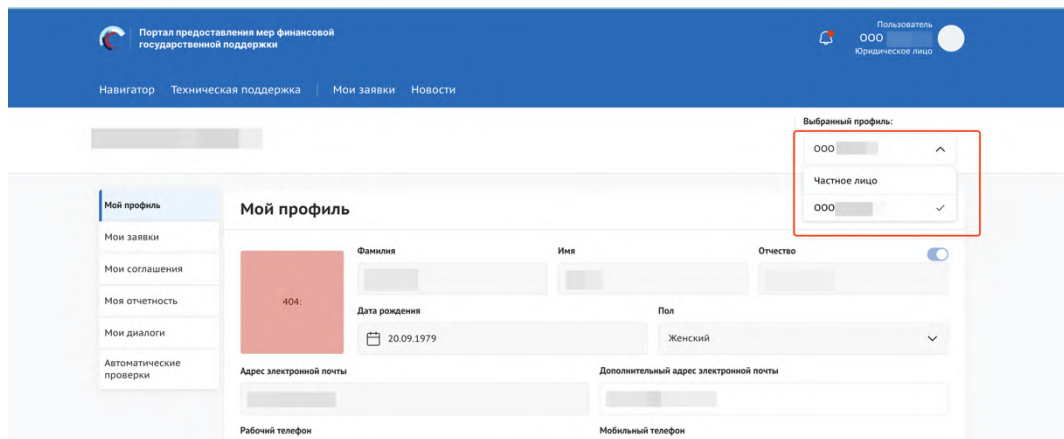 Портал предоставления мер финансовой
государственной поддержки
Пользователь
ООО
Юридическое лицо
Навигатор Техническая поддержка Мои заявки Новости
Выбранный профиль:
ООО
Частное лицо
ООО
Мой профиль
Мои заявки
Мои соглашения
Моя отчетность
Мои диалоги
Автоматические
проверки
Мой профиль
404:
Фамилия Имя Отчество
Дата рождения Пол
20.09.1979 Женский
Адрес электронной почты Дополнительный адрес электронной почты
Рабочий телефон Мобильный телефон